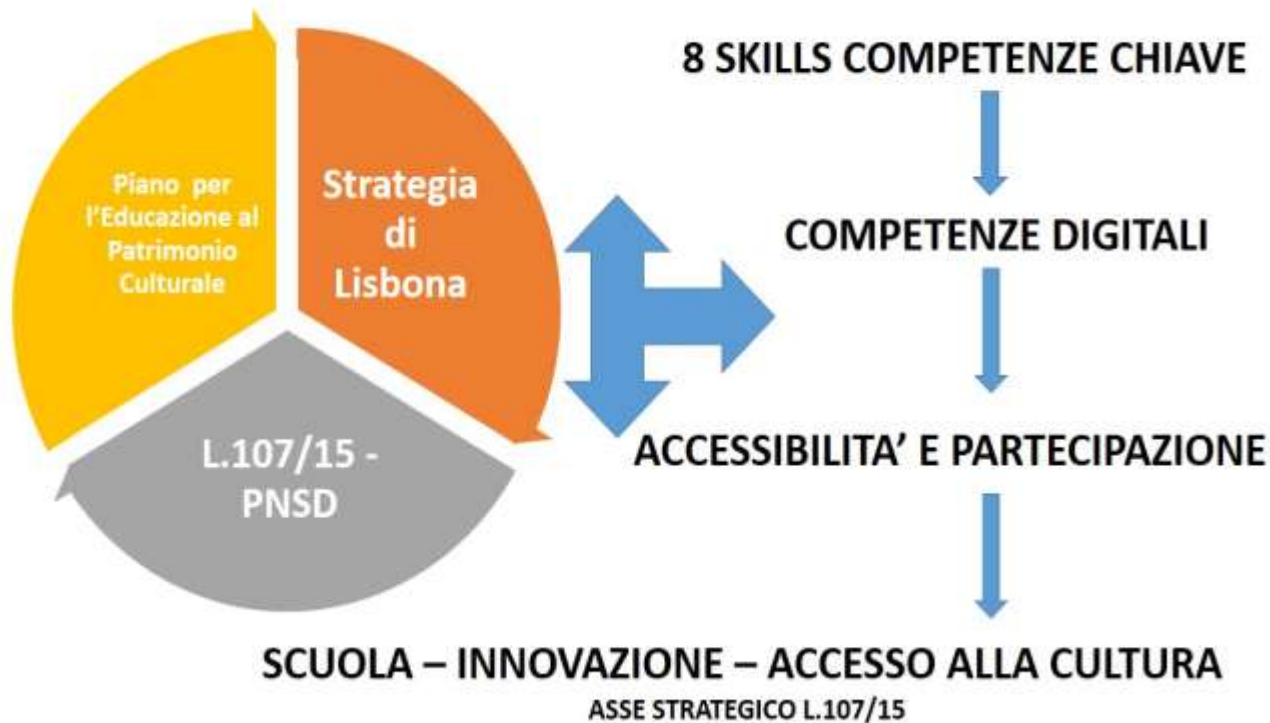 Piano per
l'Educazione al
Patrimonio
Culturale
Strategia
di
Lisbona
L.107/15 -
PNSD
8 SKILLS COMPETENZE CHIAVE
COMPETENZE DIGITALI
ACCESSIBILITA' E PARTECIPAZIONE
SCUOLA – INNOVAZIONE – ACCESSO ALLA CULTURA
ASSE STRATEGICO L.107/15